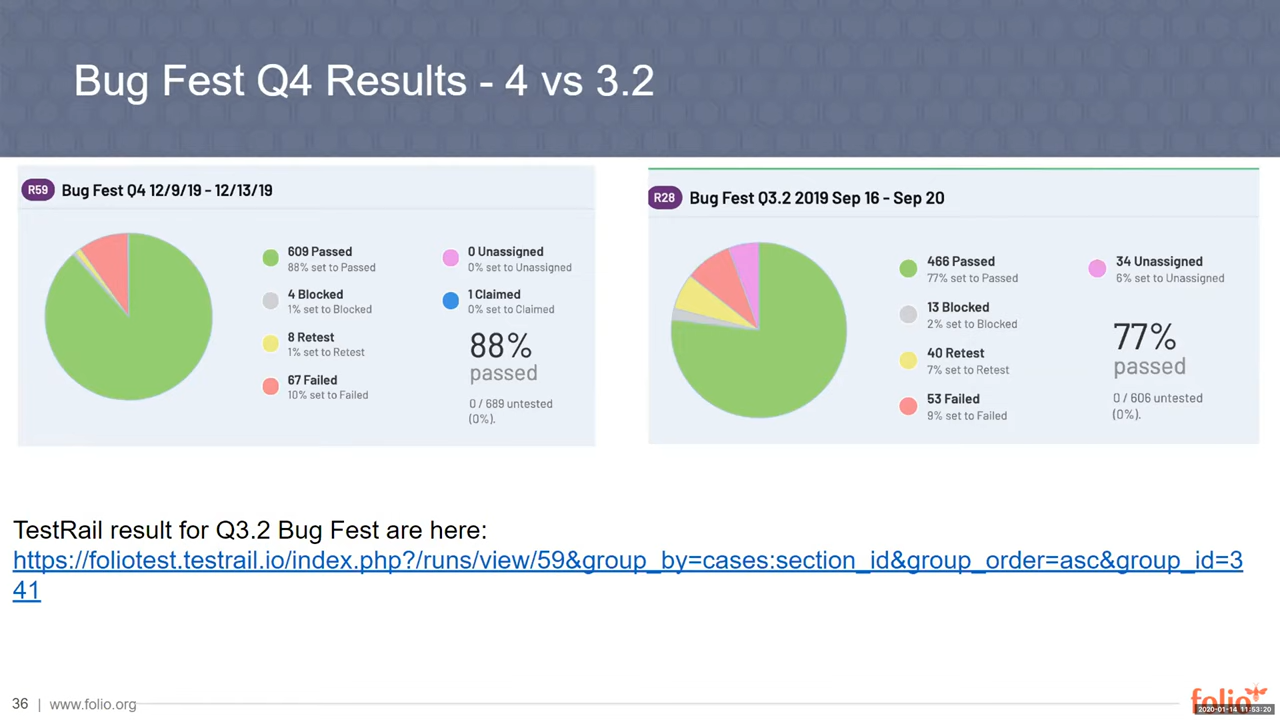 Bug Fest Q4 Results - 4 vs 3.2
R59 Bug Fest Q4 12/9/19 - 12/13/19
609 Passed
88% set to Passed
4 Blocked
1% set to Blocked
8 Retest
1% set to Retest
67 Failed
10% set to Failed
0 Unassigned
0% set to Unassigned
1 Claimed
0% set to Claimed
88%
passed
0 / 689 untested
(0%).
R28 Bug Fest Q3.2 2019 Sep 16 - Sep 20
466 Passed
77% set to Passed
13 Blocked
2% set to Blocked
40 Retest
7% set to Retest
53 Failed
9% set to Failed
34 Unassigned
6% set to Unassigned
77%
passed
0 / 606 untested
(0%).
TestRail result for Q3.2 Bug Fest are here:
https://foliotest.testrail.io/index.php?/runs/view/59&group_by=cases:section_id&group_order=asc&group_id=3
41
36 | www.folio.org
folio
2020-01-14 11:53:20